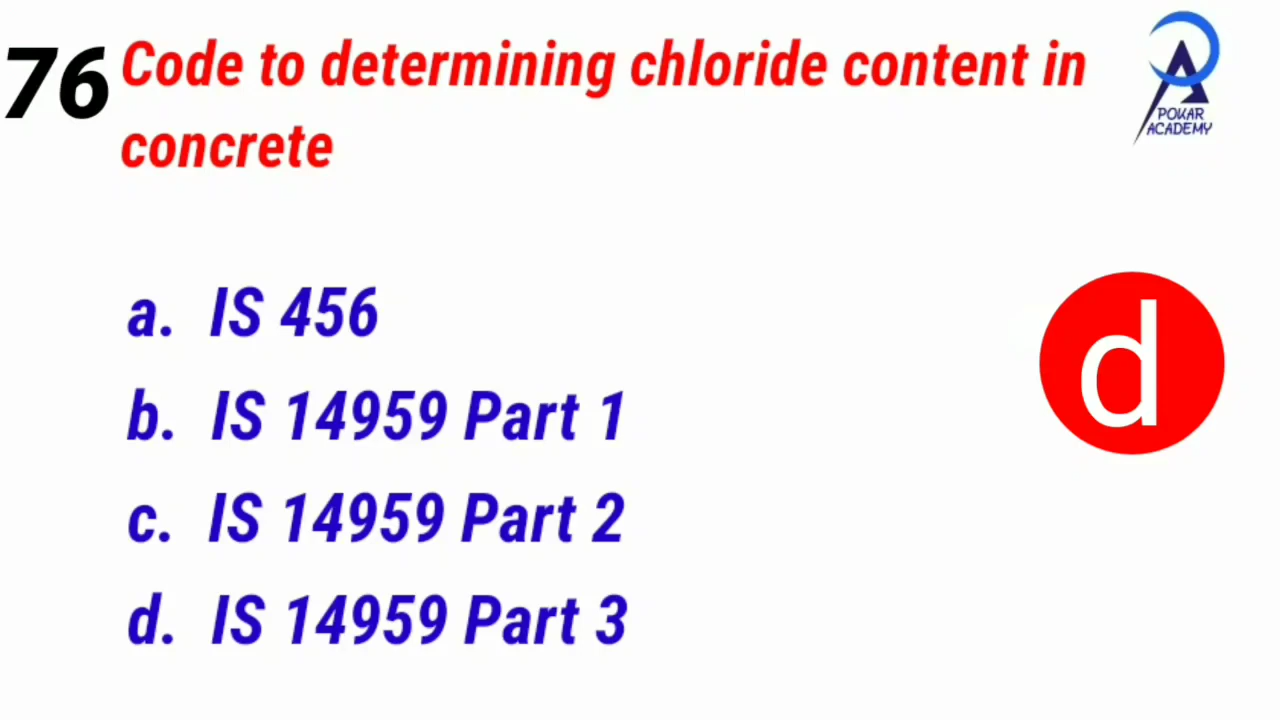 76 Code to determining chloride content in
concrete
POKAR
ACADEMY
a. IS 456
b. IS 14959 Part 1
c. IS 14959 Part 2
d. IS 14959 Part 3
d